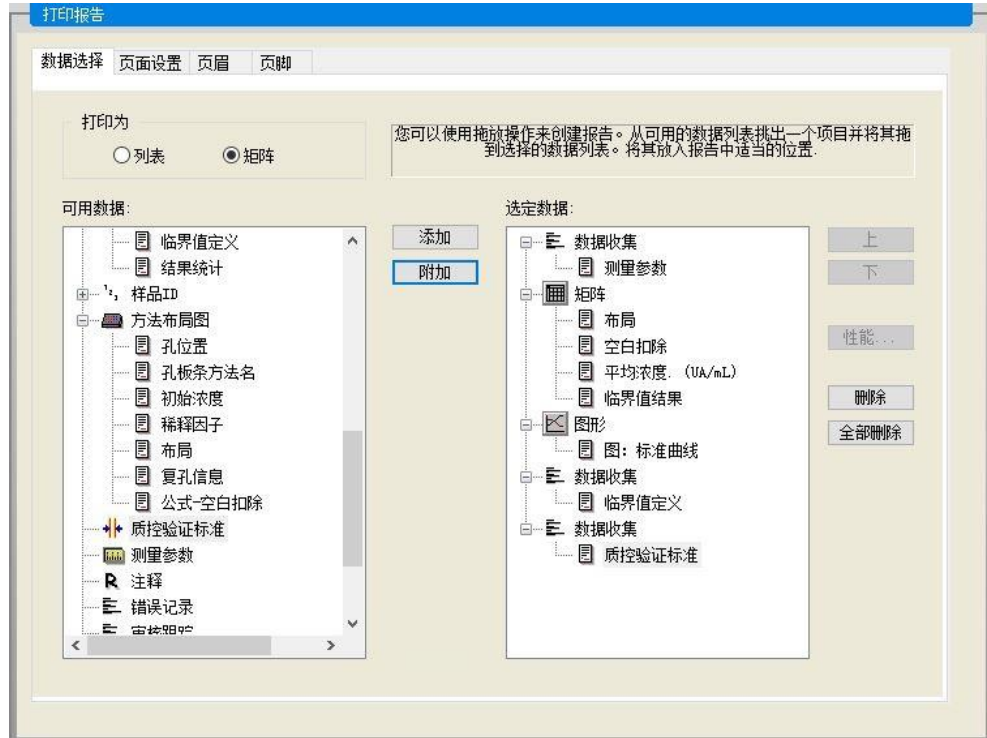 打印报告
数据选择 页面设置 页眉 页脚
打印为
列表 矩阵
您可以使用拖放操作来创建报告。从可用的数据列表挑出一个项目并将其拖
到选择的数据列表。将其放入报告中适当的位置.
可用数据:
临界值定义
结果统计
样品ID
方法布局图
孔位置
孔板条方法名
初始浓度
稀释因子
布局
复孔信息
公式-空白扣除
质控验证标准
测量参数
注释
错误记录
审核跟踪
添加
附加
选定数据:
数据收集
测量参数
矩阵
布局
空白扣除
平均浓度. (UA/mL)
临界值结果
图形
图: 标准曲线
数据收集
临界值定义
数据收集
质控验证标准
上
下
性能...
删除
全部删除